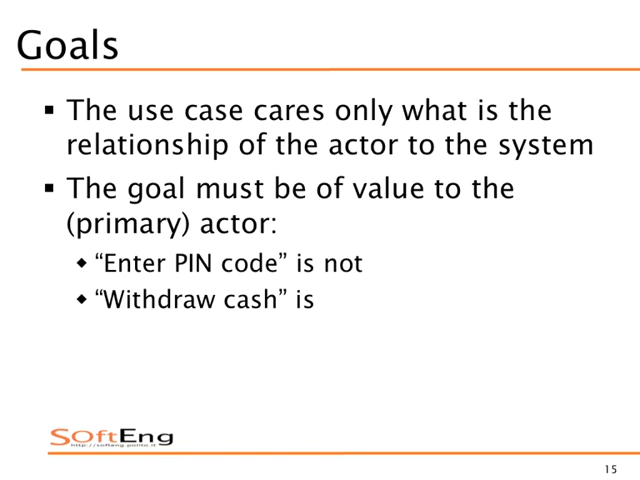 Goals
▪ The use case cares only what is the
relationship of the actor to the system
▪ The goal must be of value to the
(primary) actor:
◆ “Enter PIN code” is not
◆ “Withdraw cash” is
SOftEng
http://softeng.polito.it
15